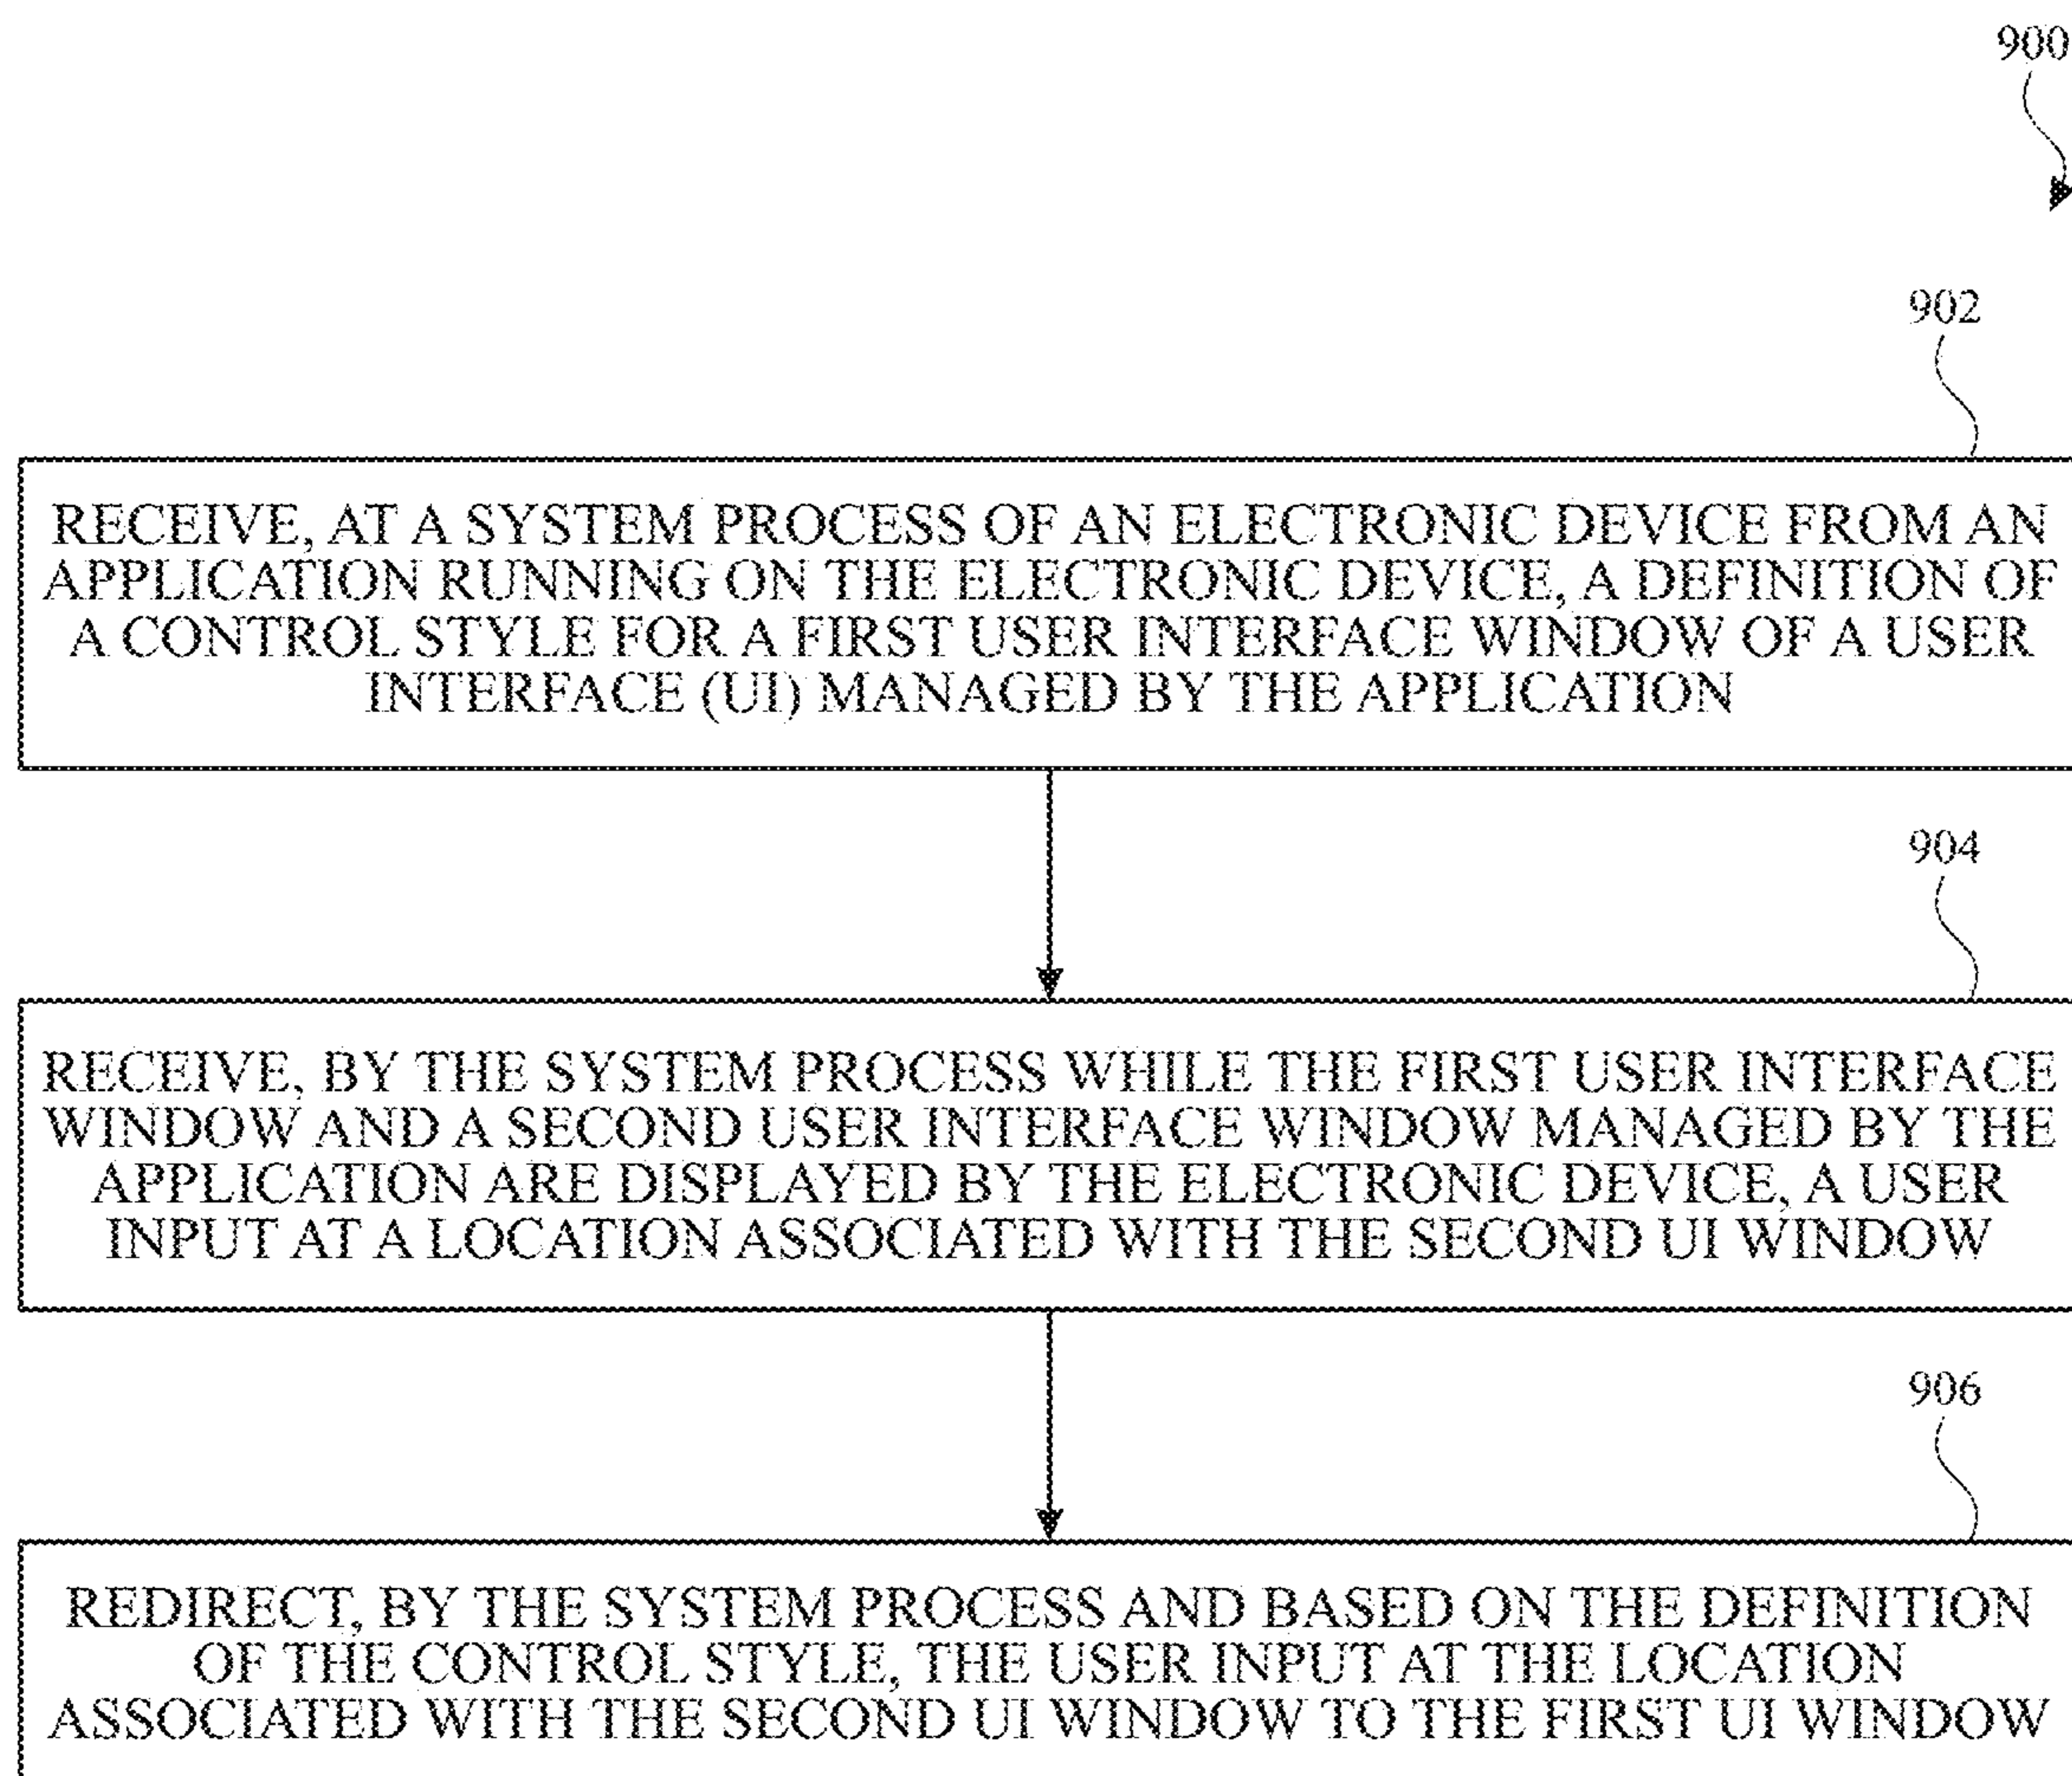 900
902
RECEIVE, AT A SYSTEM PROCESS OF AN ELECTRONIC DEVICE FROM AN
APPLICATION RUNNING ON THE ELECTRONIC DEVICE, A DEFINITION OF
A CONTROL STYLE FOR A FIRST USER INTERFACE WINDOW OF A USER
INTERFACE (UI) MANAGED BY THE APPLICATION
904
RECEIVE, BY THE SYSTEM PROCESS WHILE THE FIRST USER INTERFACE
WINDOW AND A SECOND USER INTERFACE WINDOW MANAGED BY THE
APPLICATION ARE DISPLAYED BY THE ELECTRONIC DEVICE, A USER
INPUT AT A LOCATION ASSOCIATED WITH THE SECOND UI WINDOW
906
REDIRECT, BY THE SYSTEM PROCESS AND BASED ON THE DEFINITION
OF THE CONTROL STYLE, THE USER INPUT AT THE LOCATION
ASSOCIATED WITH THE SECOND UI WINDOW TO THE FIRST UI WINDOW